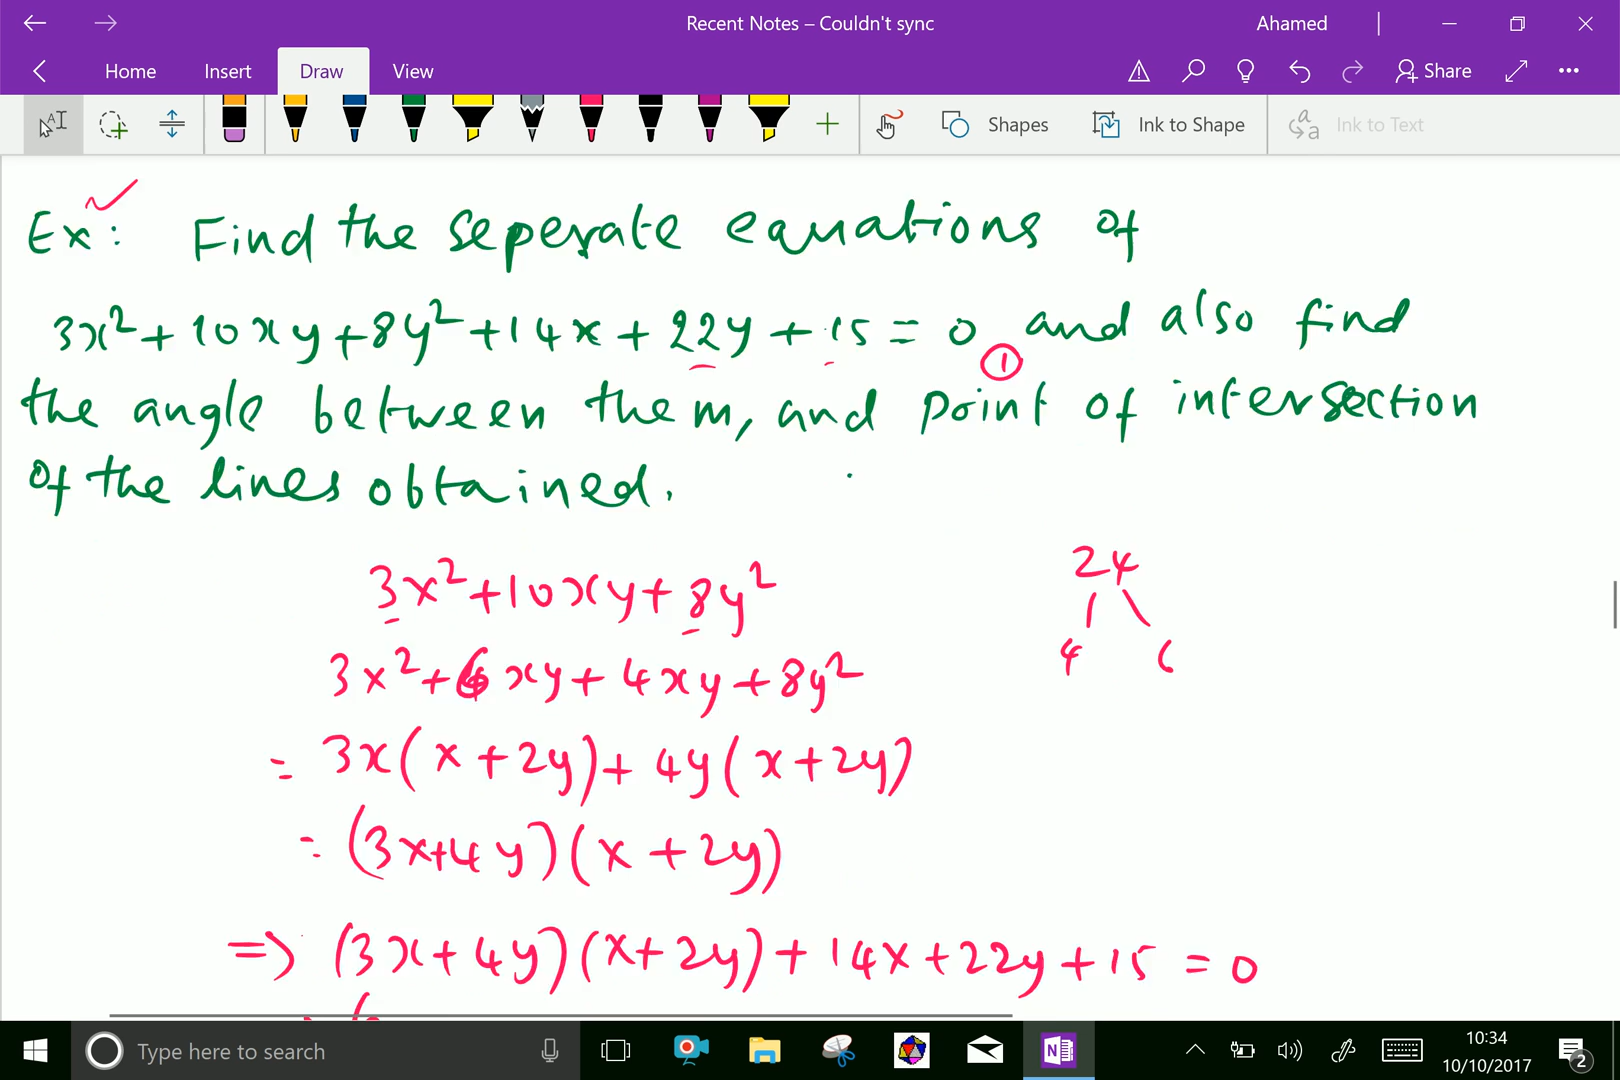 Recent Notes – Couldn't sync
Ahamed
Home Insert Draw View
Share
Shapes Ink to Shape Ink to Text
Ex: Find the seperate equations of
3x²+10xy+8y²+14x+22y+15=0 ① and also find
the angle between them, and point of intersection
of the lines obtained.
3x²+10xy+8y²
24
4 6
3x²+6xy+4xy+8y²
= 3x(x+2y)+4y(x+2y)
= (3x+4y)(x+2y)
=> (3x+4y)(x+2y)+14x+22y+15=0
Type here to search
10:34
10/10/2017
2